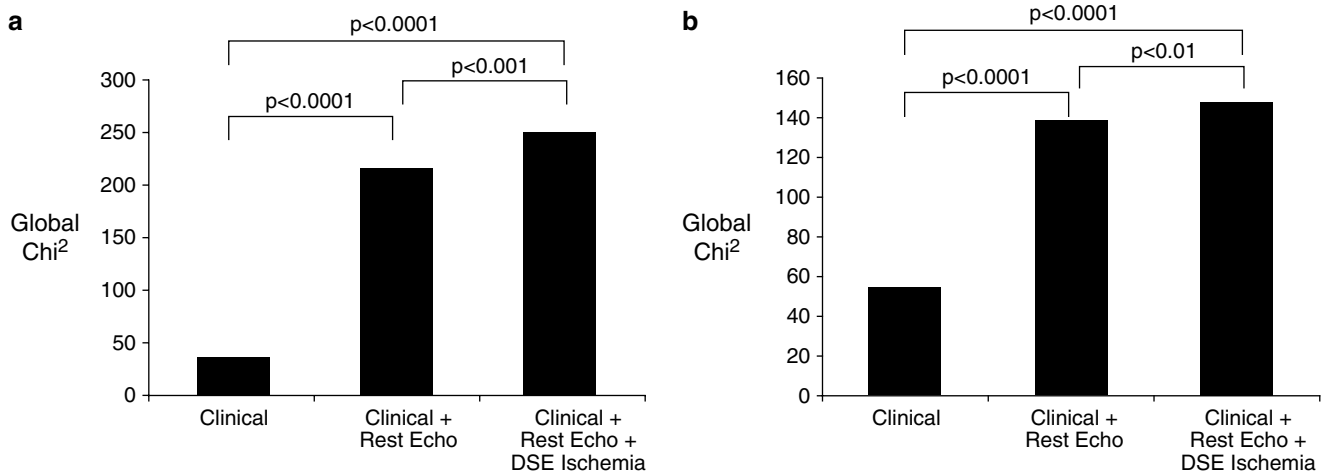 a
p<0.0001
p<0.001
p<0.0001
300
250
200
150
100
50
0
Global
Chi²
Clinical
Clinical +
Rest Echo
Clinical +
Rest Echo +
DSE Ischemia
b
p<0.0001
p<0.01
p<0.0001
160
140
120
100
80
60
40
20
0
Global
Chi²
Clinical
Clinical +
Rest Echo
Clinical +
Rest Echo +
DSE Ischemia